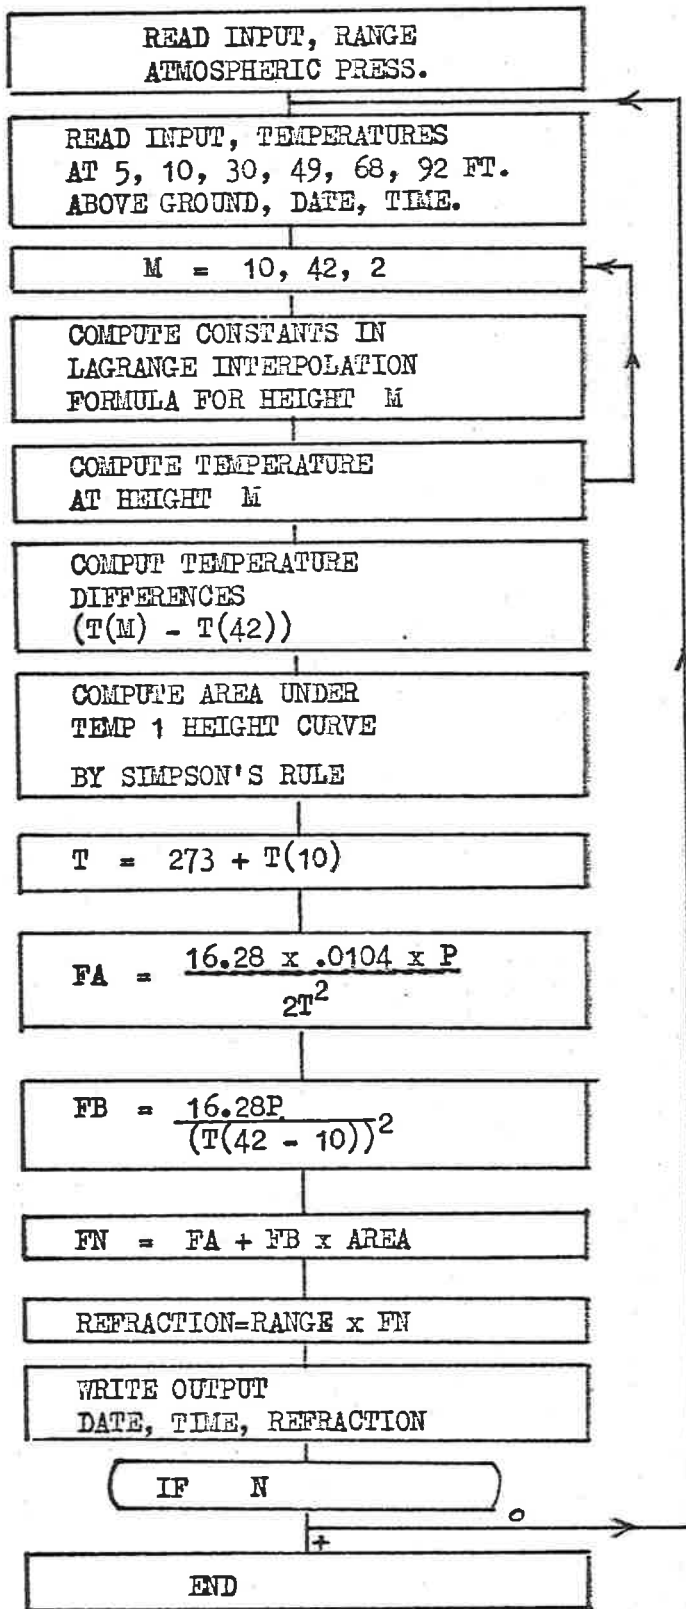 READ INPUT, RANGE
ATMOSPHERIC PRESS.
READ INPUT, TEMPERATURES
AT 5, 10, 30, 49, 68, 92 FT.
ABOVE GROUND, DATE, TIME.
M = 10, 42, 2
COMPUTE CONSTANTS IN
LAGRANGE INTERPOLATION
FORMULA FOR HEIGHT M
COMPUTE TEMPERATURE
AT HEIGHT M
COMPUT TEMPERATURE
DIFFERENCES
(T(M) - T(42))
COMPUTE AREA UNDER
TEMP 1 HEIGHT CURVE
BY SIMPSON'S RULE
T = 273 + T(10)
FA = 16.28 x .0104 x P
2T²
FB = 16.28P
(T(42 - 10))²
FN = FA + FB x AREA
REFRACTION=RANGE x FN
WRITE OUTPUT
DATE, TIME, REFRACTION
IF N
o
+
END